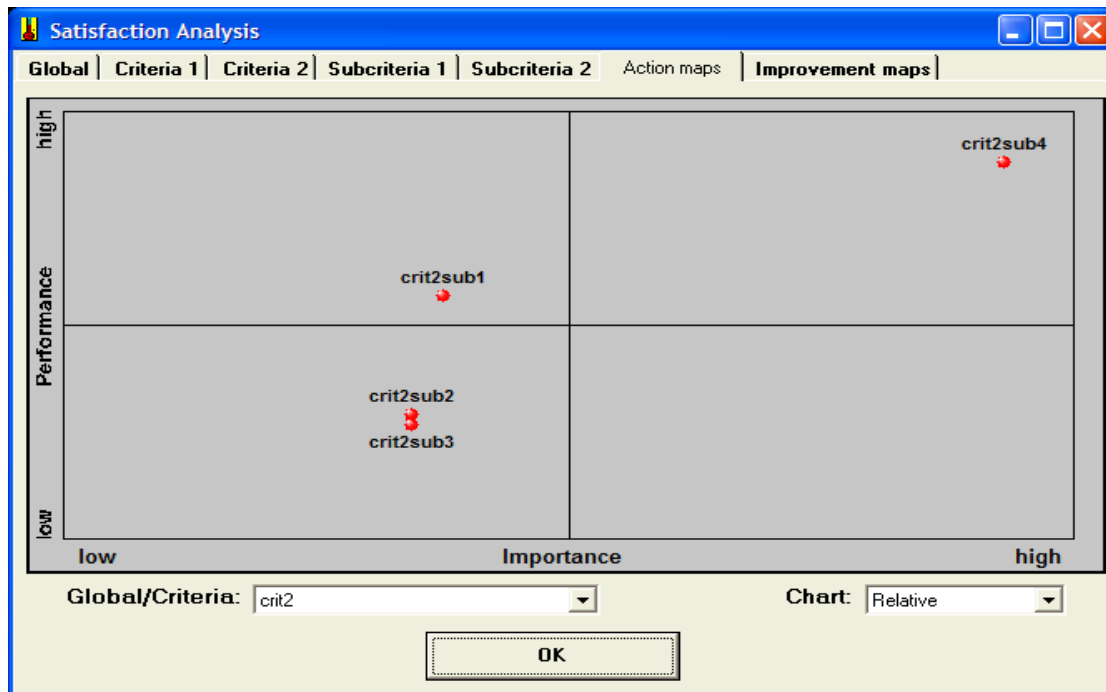 Satisfaction Analysis
Global Criteria 1 Criteria 2 Subcriteria 1 Subcriteria 2 Action maps Improvement maps
high
crit2sub4
crit2sub1
Performance
crit2sub2
crit2sub3
low
low Importance high
Global/Criteria: crit2 Chart: Relative
OK